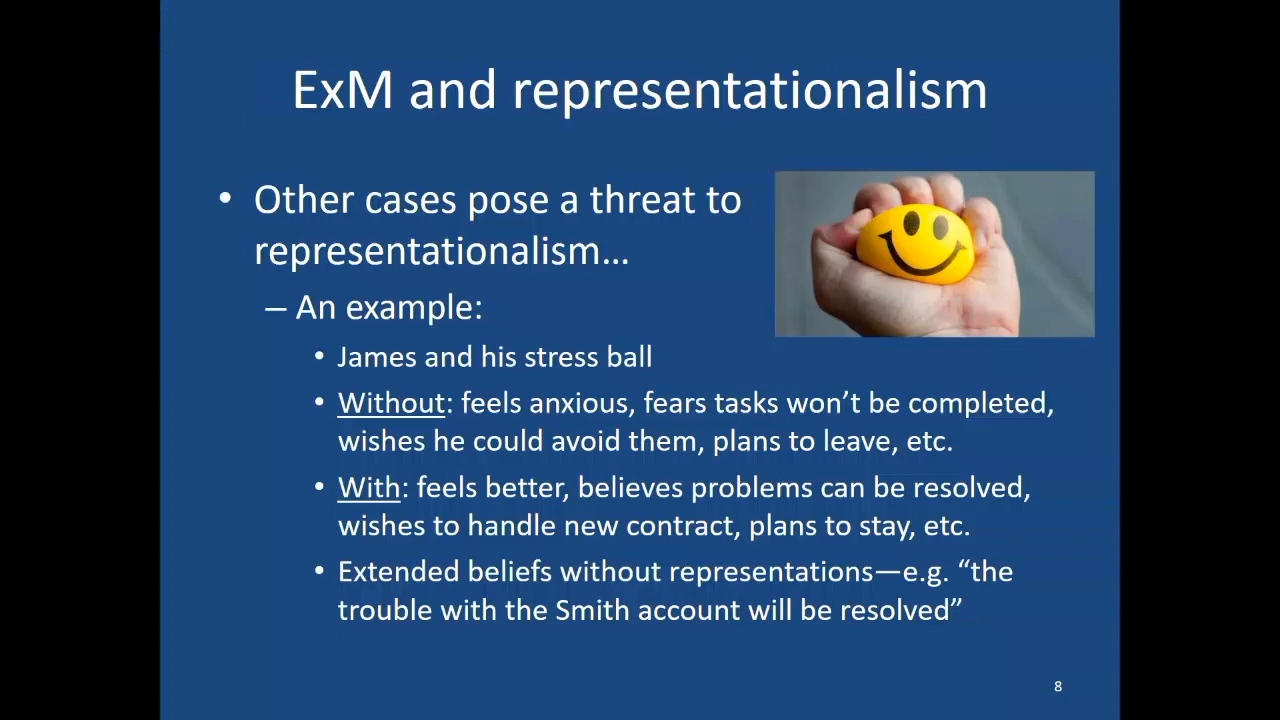 ExM and representationalism
• Other cases pose a threat to
representationalism…
– An example:
• James and his stress ball
• Without: feels anxious, fears tasks won’t be completed,
wishes he could avoid them, plans to leave, etc.
• With: feels better, believes problems can be resolved,
wishes to handle new contract, plans to stay, etc.
• Extended beliefs without representations—e.g. “the
trouble with the Smith account will be resolved”
8